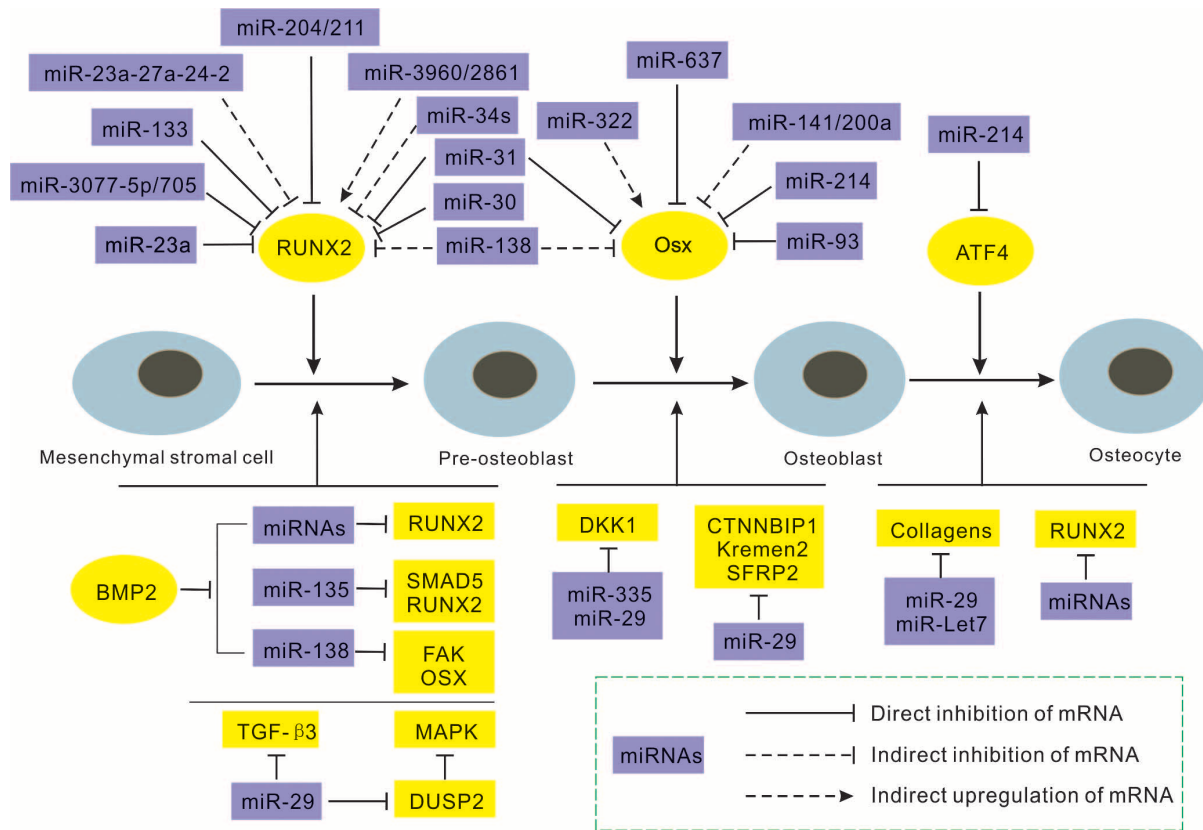 miR-204/211
miR-23a-27a-24-2
miR-3960/2861
miR-637
miR-133
miR-34s
miR-322
miR-141/200a
miR-214
miR-3077-5p/705
miR-31
miR-214
miR-30
miR-23a
RUNX2
miR-138
Osx
miR-93
ATF4
Mesenchymal stromal cell
Pre-osteoblast
Osteoblast
Osteocyte
BMP2
miRNAs
RUNX2
miR-135
SMAD5
RUNX2
miR-138
FAK
OSX
TGF-β3
MAPK
miR-29
DUSP2
DKK1
miR-335
miR-29
CTNNBIP1
Kremen2
SFRP2
miR-29
Collagens
miR-29
miR-Let7
RUNX2
miRNAs
miRNAs
Direct inhibition of mRNA
Indirect inhibition of mRNA
Indirect upregulation of mRNA